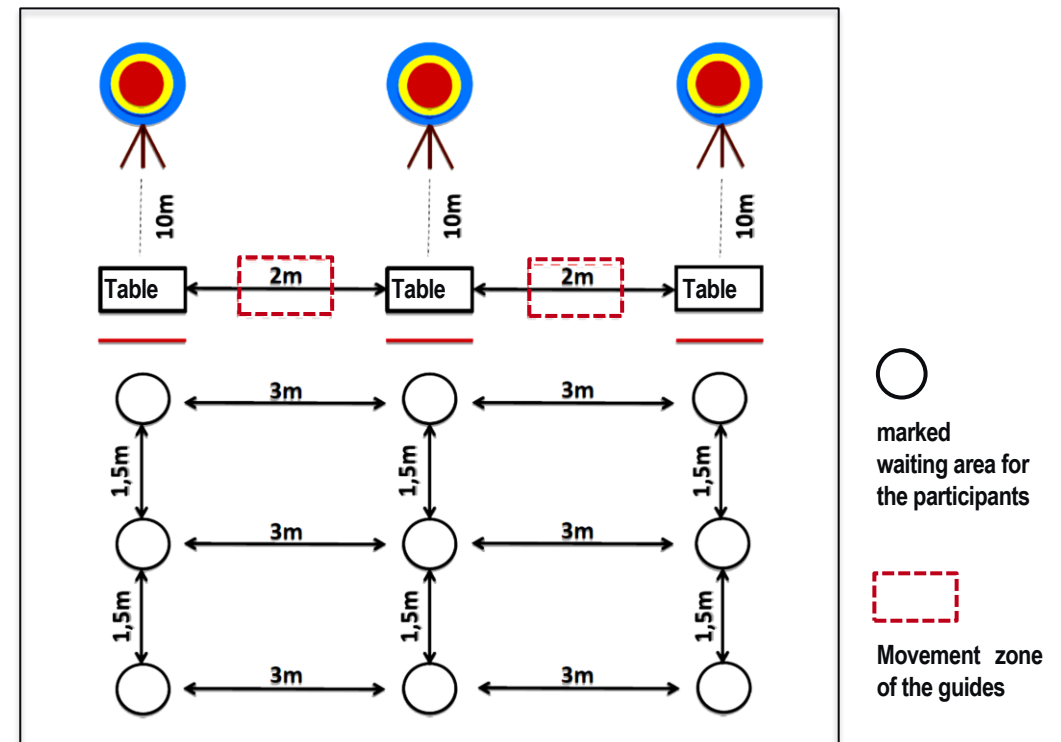 10m
10m
10m
Table
2m
Table
2m
Table
3m
3m
1,5m
1,5m
1,5m
3m
3m
1,5m
1,5m
1,5m
3m
3m
marked
waiting area for
the participants
Movement zone
of the guides